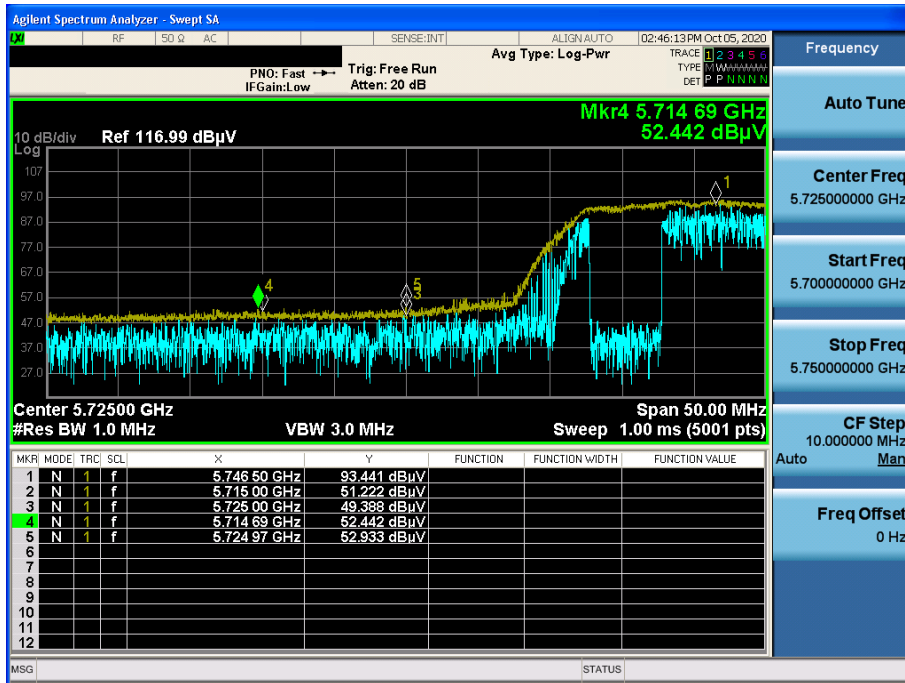 Agilent Spectrum Analyzer - Swept SA
LXI RF 50 Ω AC SENSE:INT ALIGN AUTO 02:46:13 PM Oct 05, 2020
Avg Type: Log-Pwr
TRACE 1 2 3 4 5 6
TYPE M W W W W W
DET P P N N N N
PNO: Fast
IFGain:Low
Trig: Free Run
Atten: 20 dB
Frequency
Auto Tune
Center Freq
5.725000000 GHz
Start Freq
5.700000000 GHz
Stop Freq
5.750000000 GHz
CF Step
10.000000 MHz
Auto Man
Freq Offset
0 Hz
Mkr4 5.714 69 GHz
52.442 dBµV
10 dB/div Ref 116.99 dBµV
Log
107
97.0
87.0
77.0
67.0
57.0
47.0
37.0
27.0
1
4
5
3
Center 5.72500 GHz Span 50.00 MHz
#Res BW 1.0 MHz VBW 3.0 MHz Sweep 1.00 ms (5001 pts)
MKR MODE TRC SCL X Y FUNCTION FUNCTION WIDTH FUNCTION VALUE
1 N 1 f 5.746 50 GHz 93.441 dBµV
2 N 1 f 5.715 00 GHz 51.222 dBµV
3 N 1 f 5.725 00 GHz 49.388 dBµV
4 N 1 f 5.714 69 GHz 52.442 dBµV
5 N 1 f 5.724 97 GHz 52.933 dBµV
6
7
8
9
10
11
12
MSG STATUS